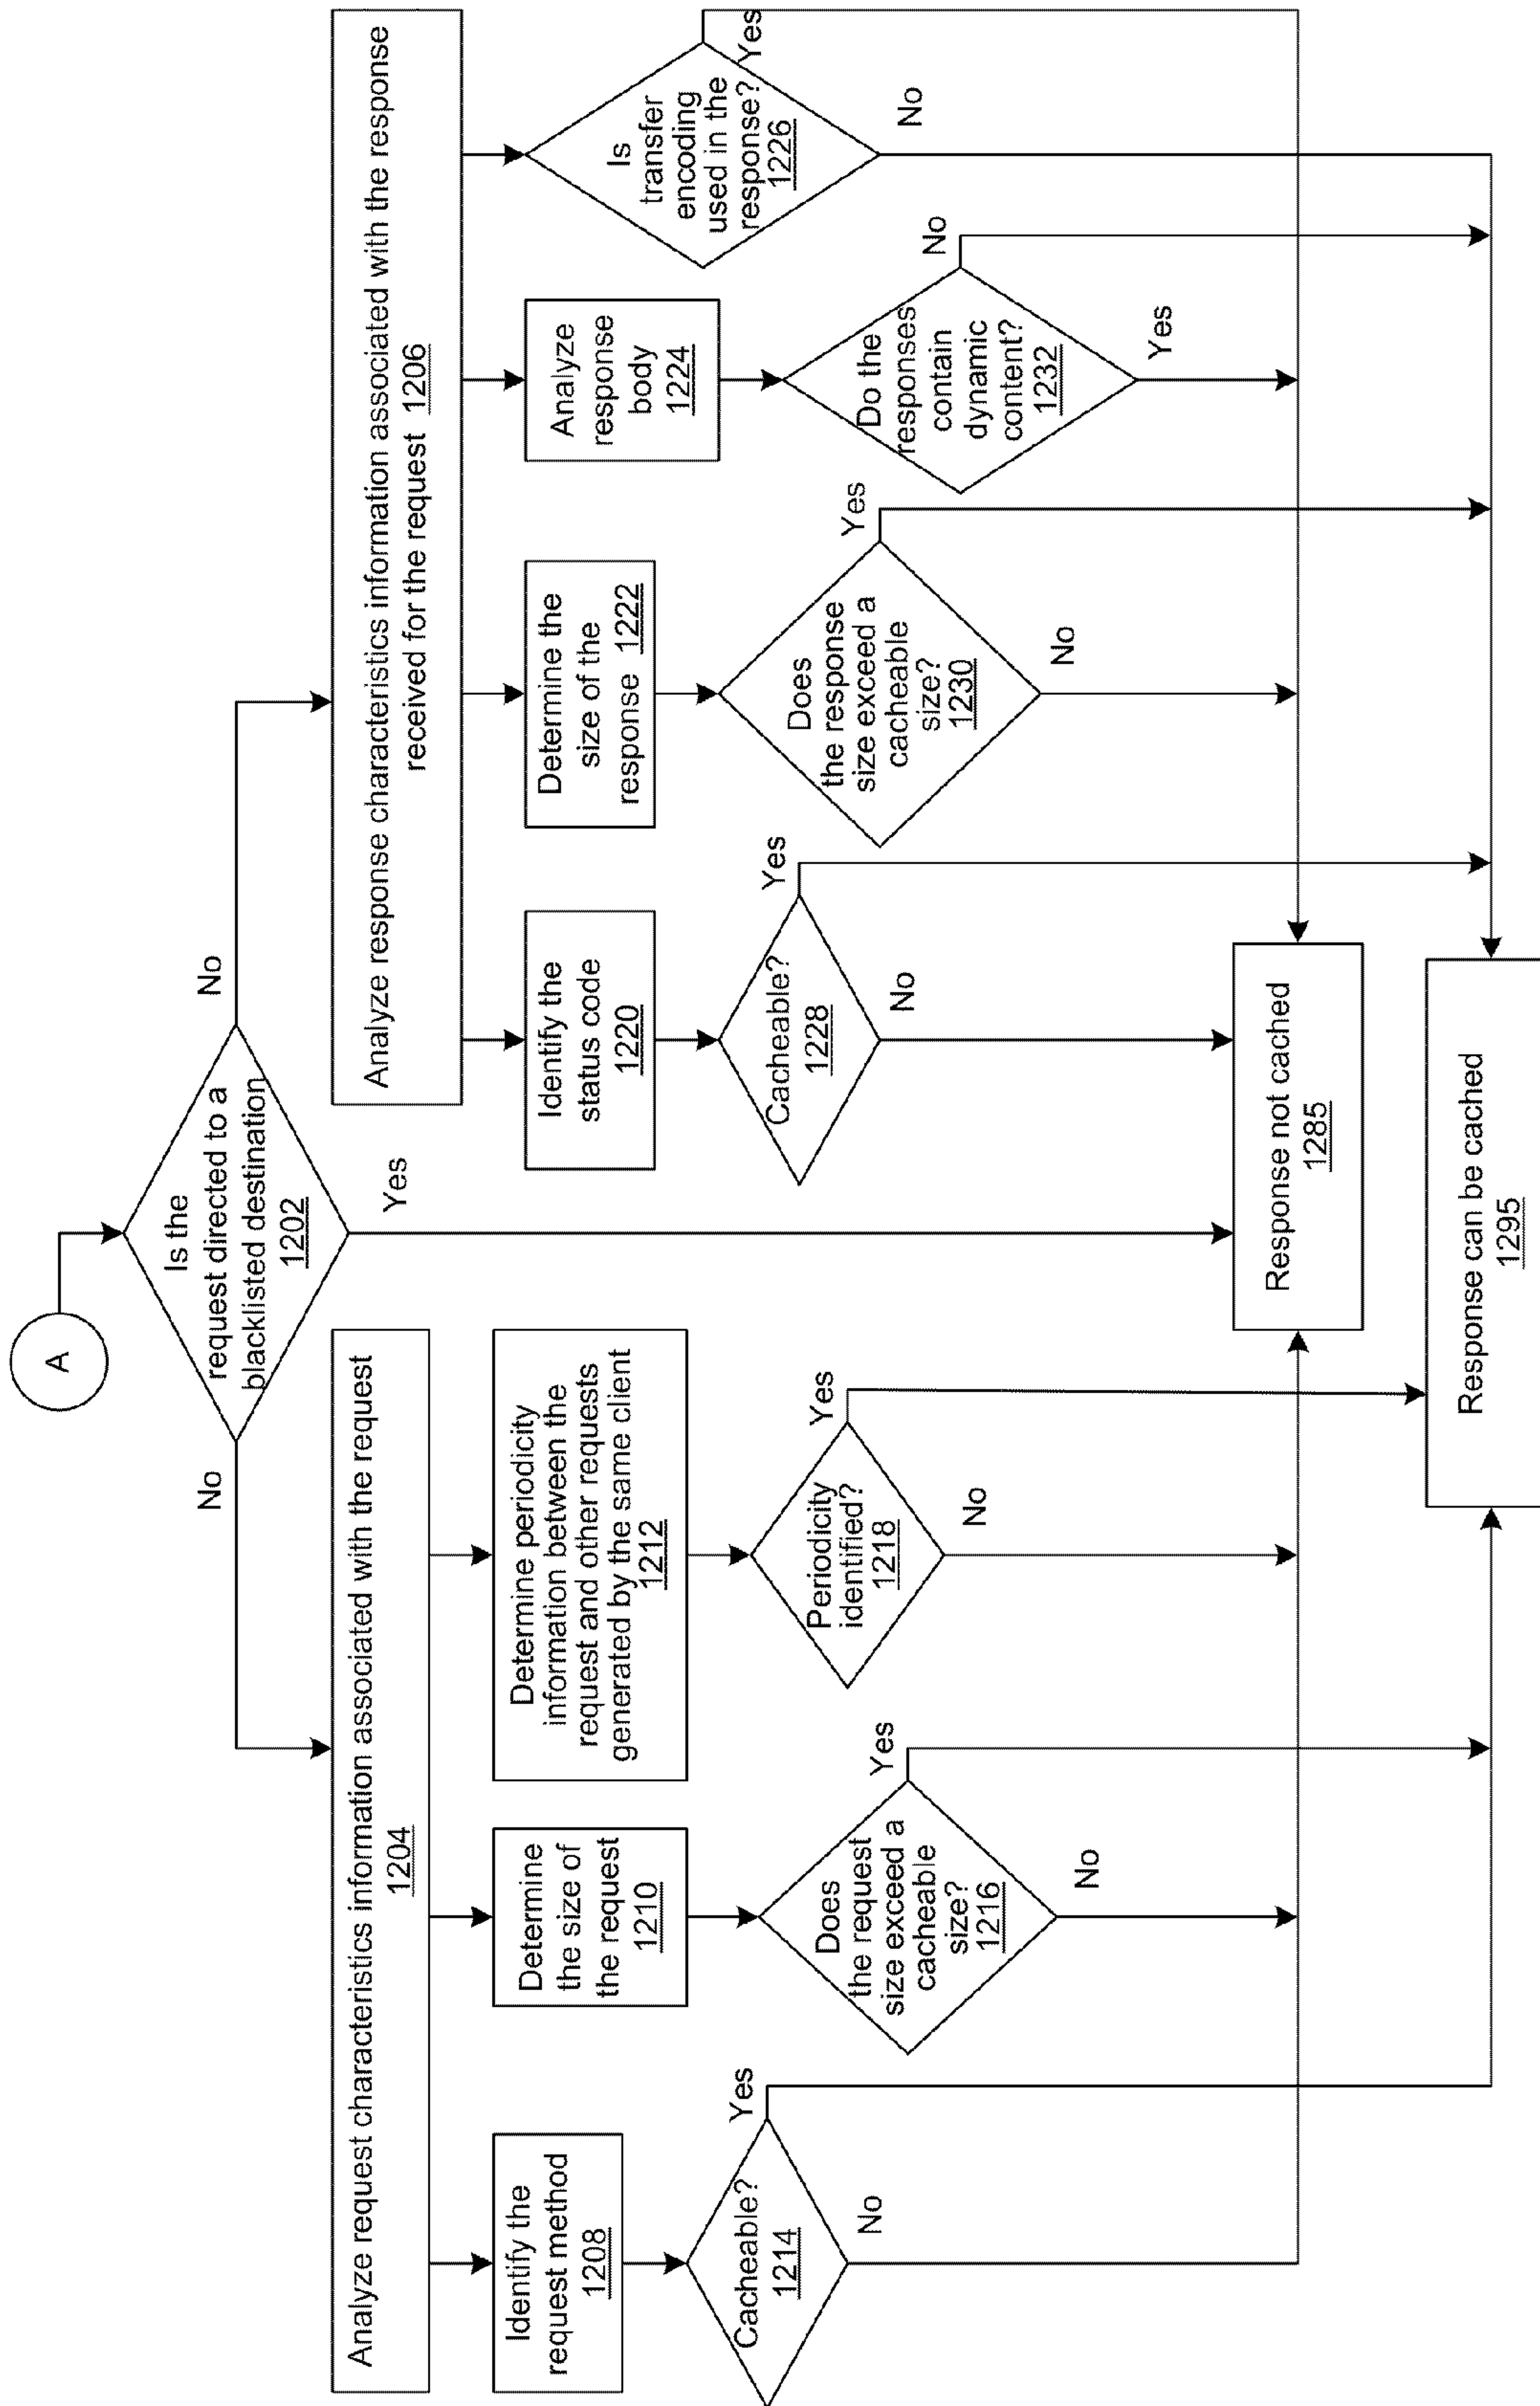 A
Is the
request directed to a
blacklisted destination
1202
No
No
Yes
Analyze request characteristics information associated with the request
1204
Analyze response characteristics information associated with the response
received for the request 1206
Identify the
request method
1208
Determine
the size of
the request
1210
Determine periodicity
information between the
request and other requests
generated by the same client
1212
Identify the
status code
1220
Determine the
size of the
response 1222
Analyze
response
body
1224
Is
transfer
encoding
used in the
response?
1226
Yes
No
Cacheable?
1214
Yes
No
Does
the request
size exceed a
cacheable
size?
1216
Yes
No
Periodicity
identified?
1218
Yes
No
Cacheable?
1228
Yes
No
Does
the response
size exceed a
cacheable
size?
1230
Yes
No
Do the
responses
contain
dynamic
content?
1232
No
Yes
Response not cached
1285
Response can be cached
1295